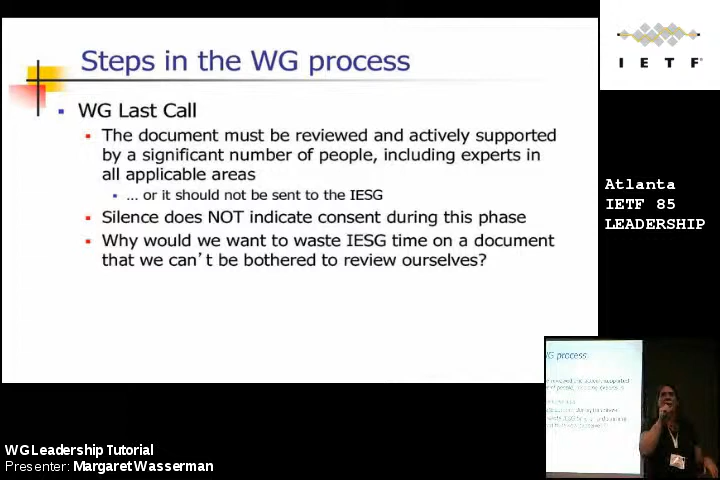 Steps in the WG process
WG Last Call
The document must be reviewed and actively supported
by a significant number of people, including experts in
all applicable areas
... or it should not be sent to the IESG
Silence does NOT indicate consent during this phase
Why would we want to waste IESG time on a document
that we can't be bothered to review ourselves?
I E T F®
Atlanta
IETF 85
LEADERSHIP
G process
WG Leadership Tutorial
Presenter: Margaret Wasserman